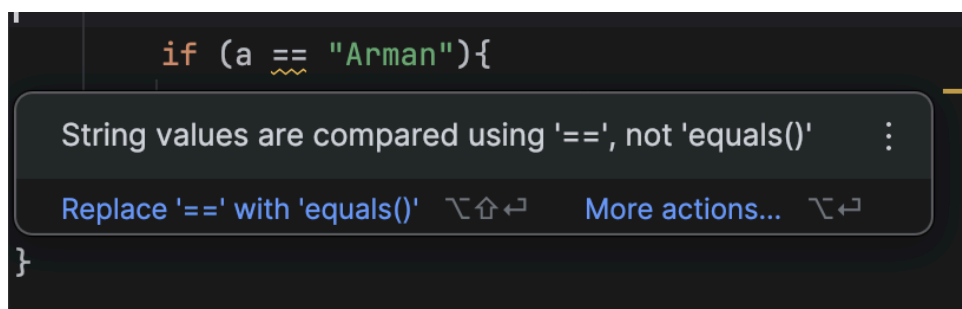 if (a == "Arman"){
String values are compared using '==', not 'equals()'
Replace '==' with 'equals()' ⌥⇧⏎ More actions... ⌥⏎
}